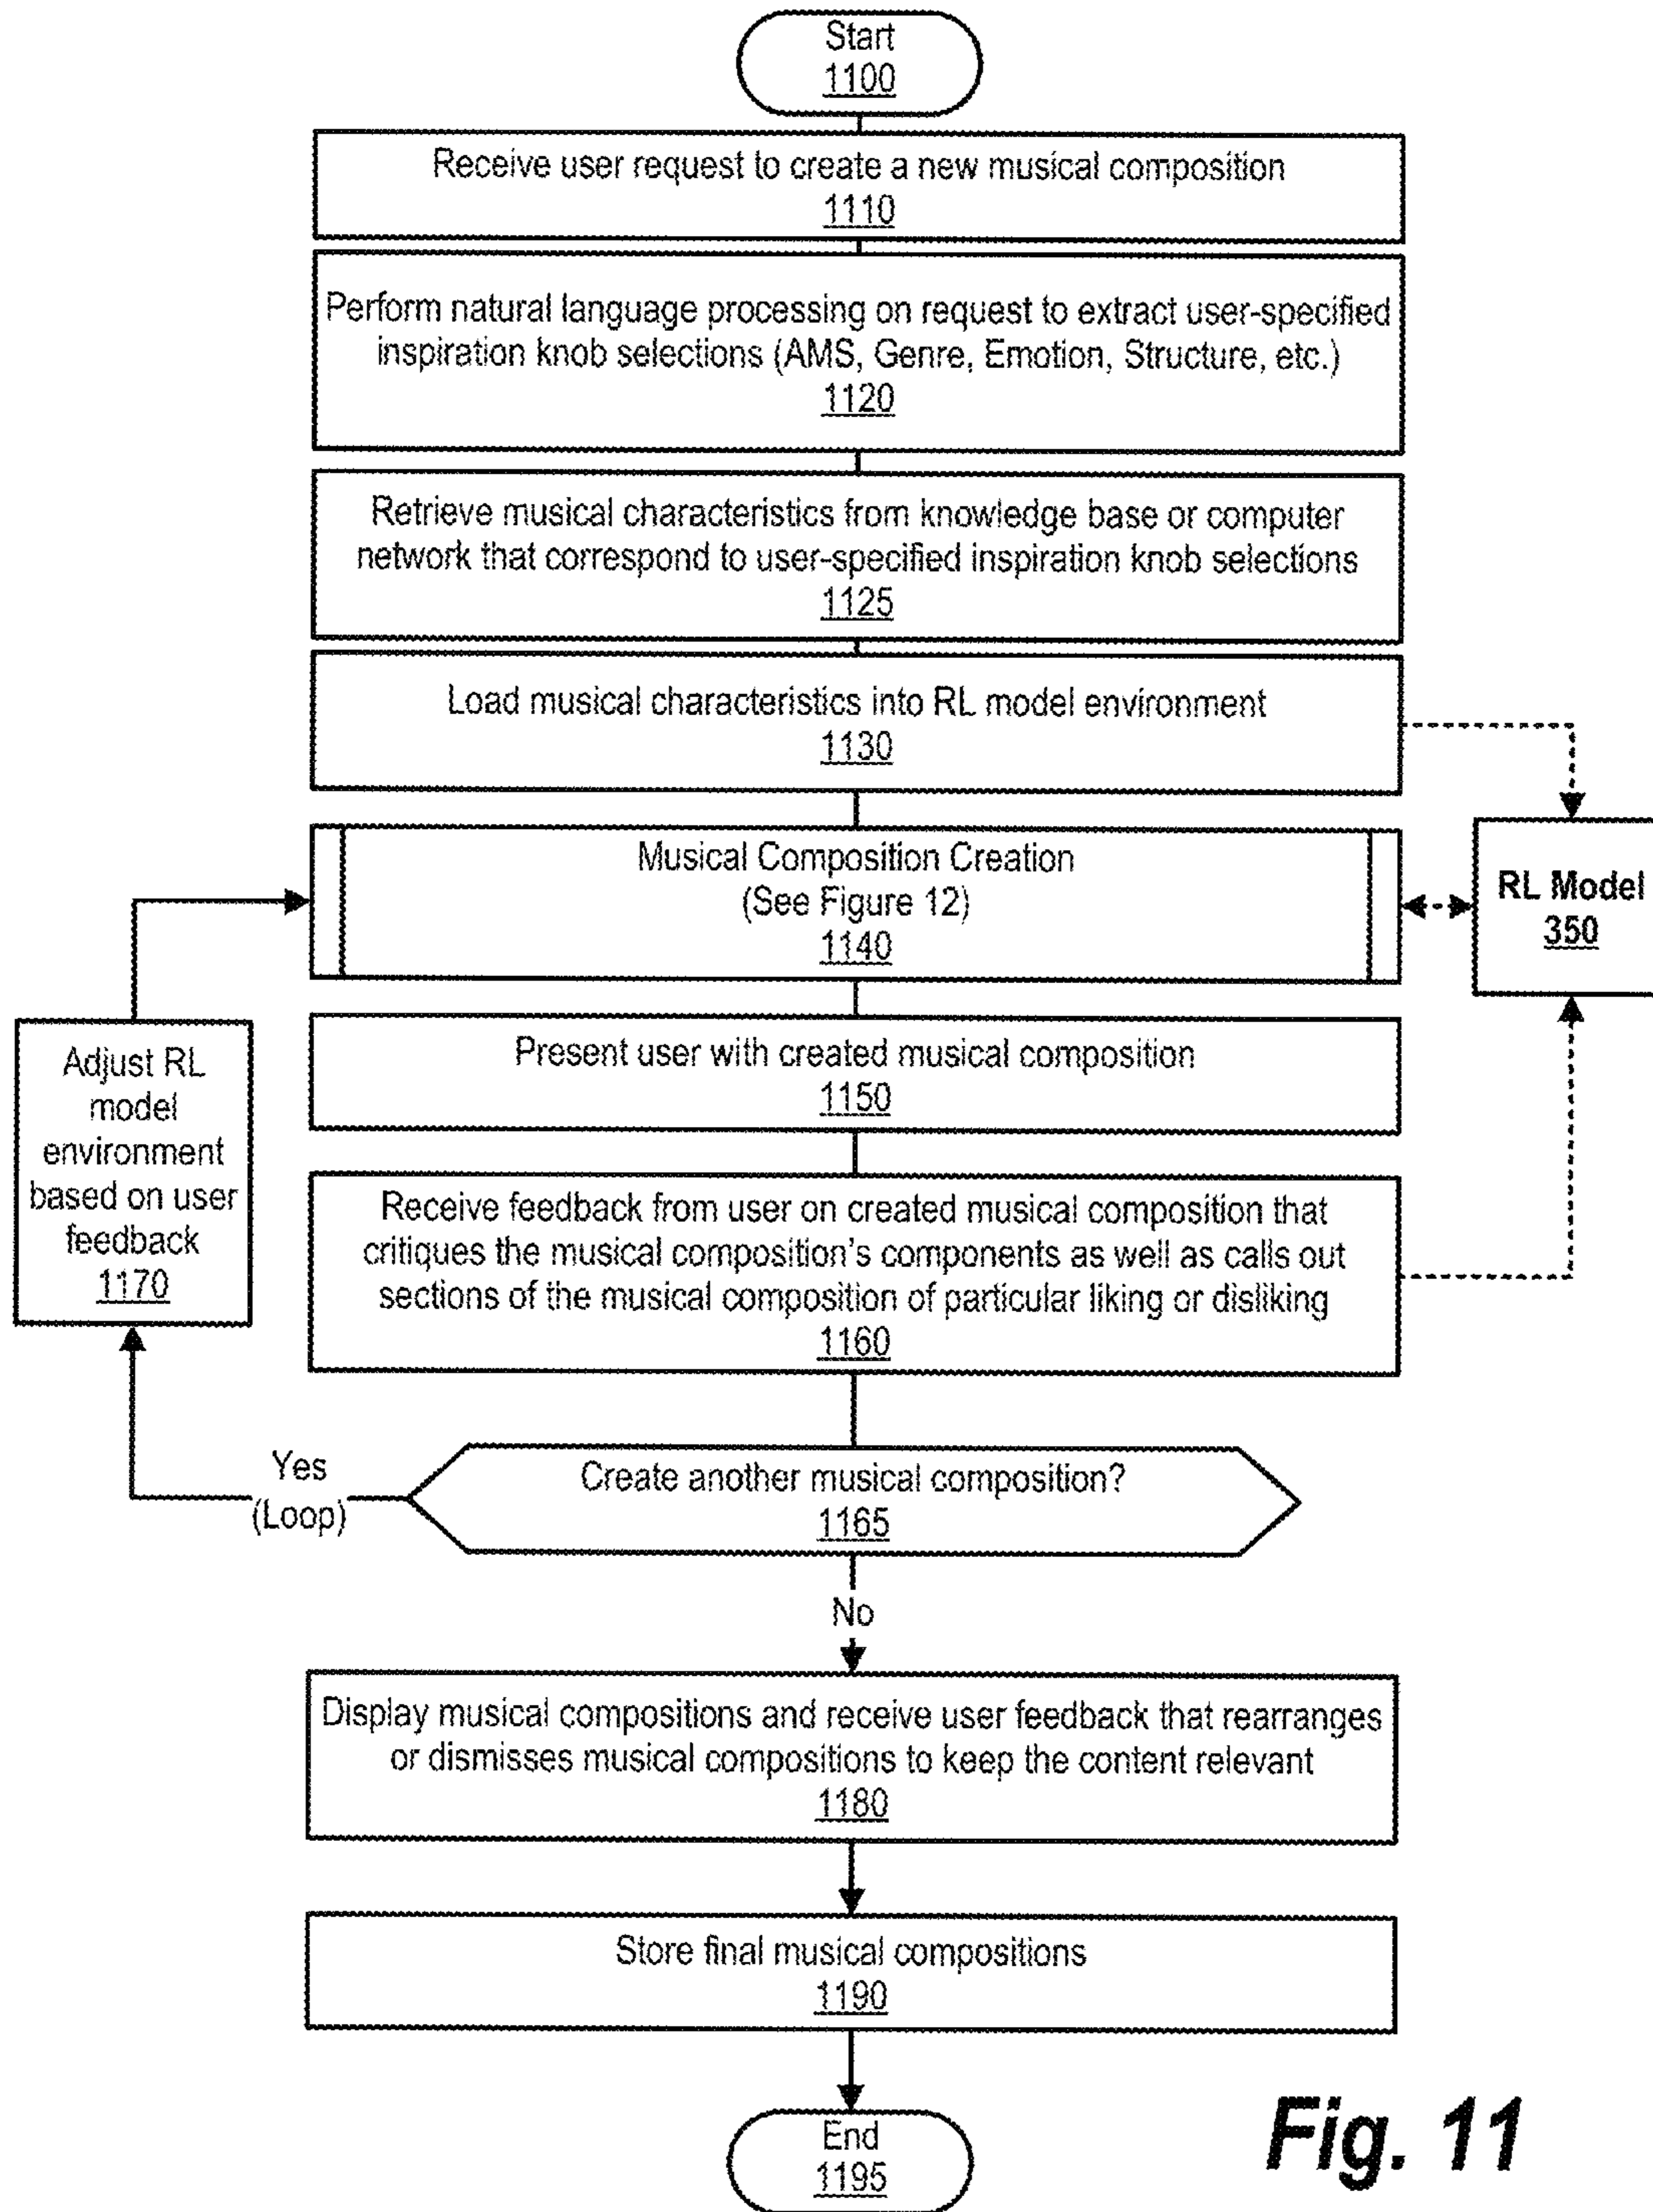 Start
1100
Receive user request to create a new musical composition
1110
Perform natural language processing on request to extract user-specified
inspiration knob selections (AMS, Genre, Emotion, Structure, etc.)
1120
Retrieve musical characteristics from knowledge base or computer
network that correspond to user-specified inspiration knob selections
1125
Load musical characteristics into RL model environment
1130
Musical Composition Creation
(See Figure 12)
1140
RL Model
350
Present user with created musical composition
1150
Adjust RL
model
environment
based on user
feedback
1170
Receive feedback from user on created musical composition that
critiques the musical composition's components as well as calls out
sections of the musical composition of particular liking or disliking
1160
Yes
(Loop)
Create another musical composition?
1165
No
Display musical compositions and receive user feedback that rearranges
or dismisses musical compositions to keep the content relevant
1180
Store final musical compositions
1190
End
1195
Fig. 11